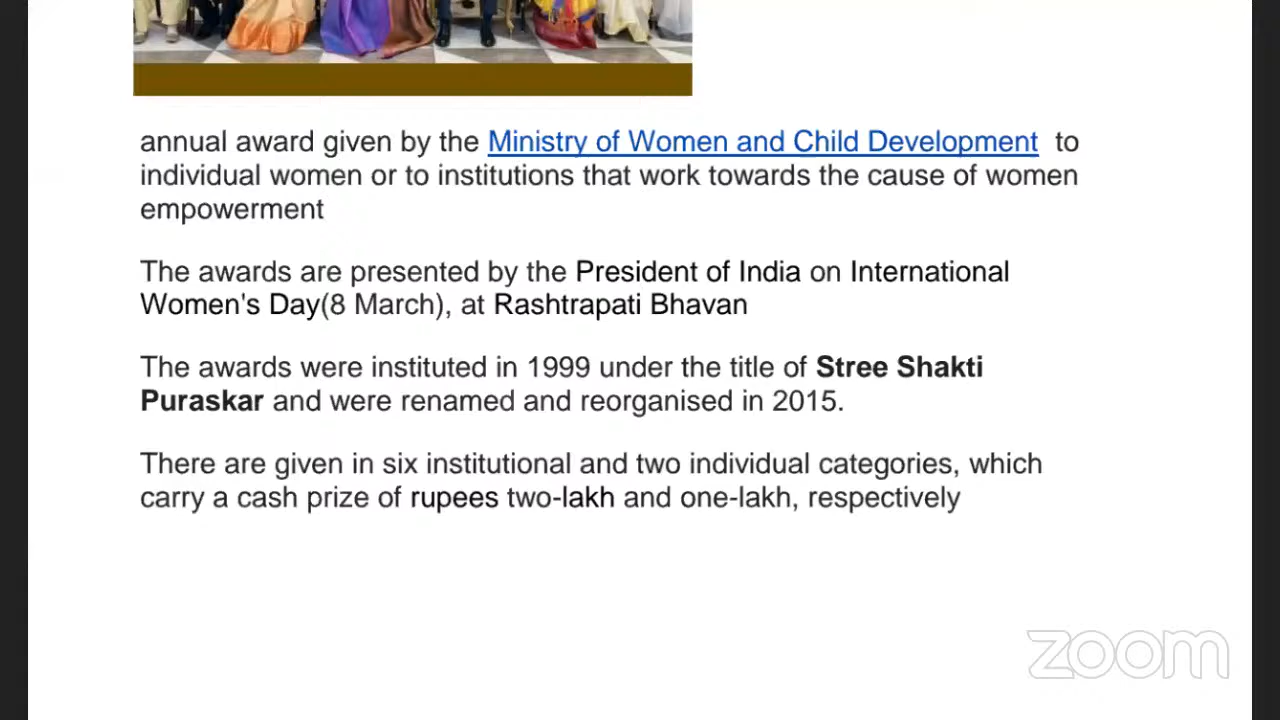 annual award given by the Ministry of Women and Child Development to
individual women or to institutions that work towards the cause of women
empowerment
The awards are presented by the President of India on International
Women's Day(8 March), at Rashtrapati Bhavan
The awards were instituted in 1999 under the title of Stree Shakti
Puraskar and were renamed and reorganised in 2015.
There are given in six institutional and two individual categories, which
carry a cash prize of rupees two-lakh and one-lakh, respectively
zoom